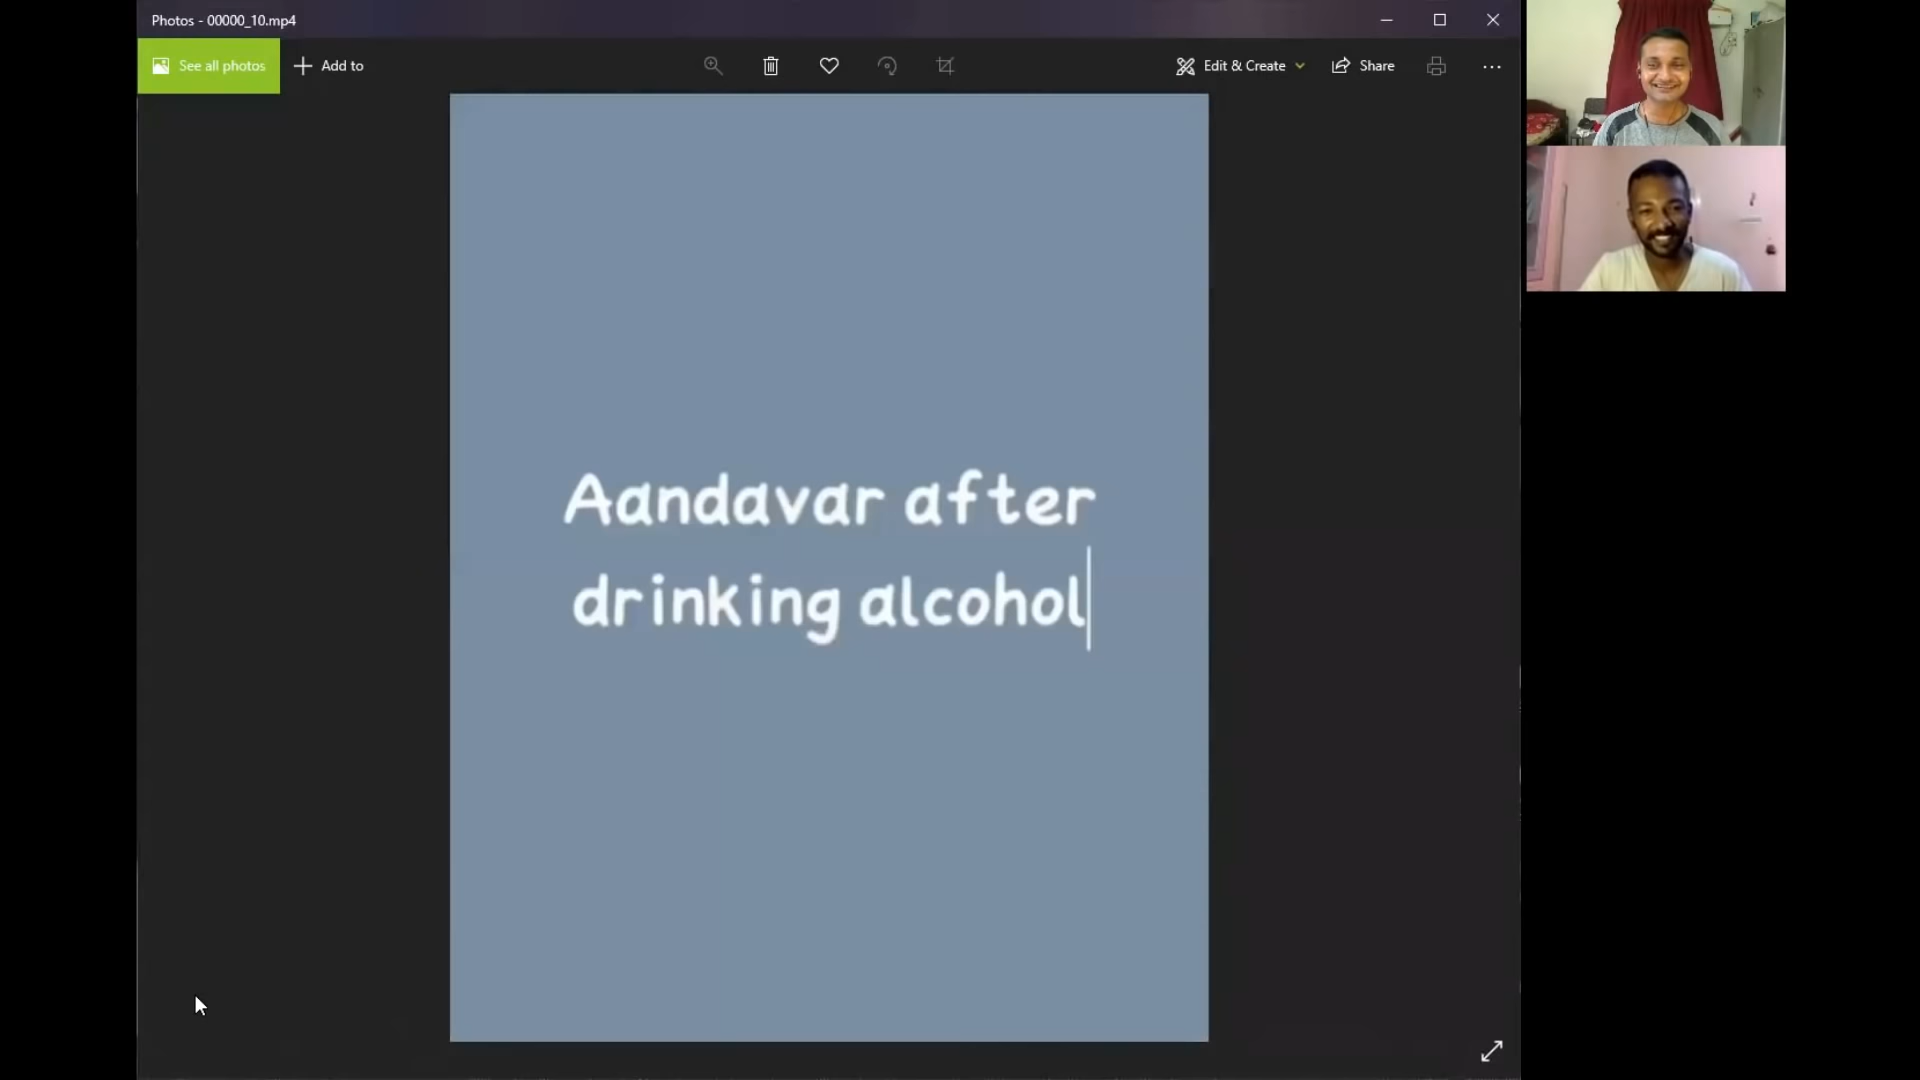 Photos - 00000_10.mp4
See all photos
Add to
Edit & Create
Share
Aandavar after
drinking alcohol